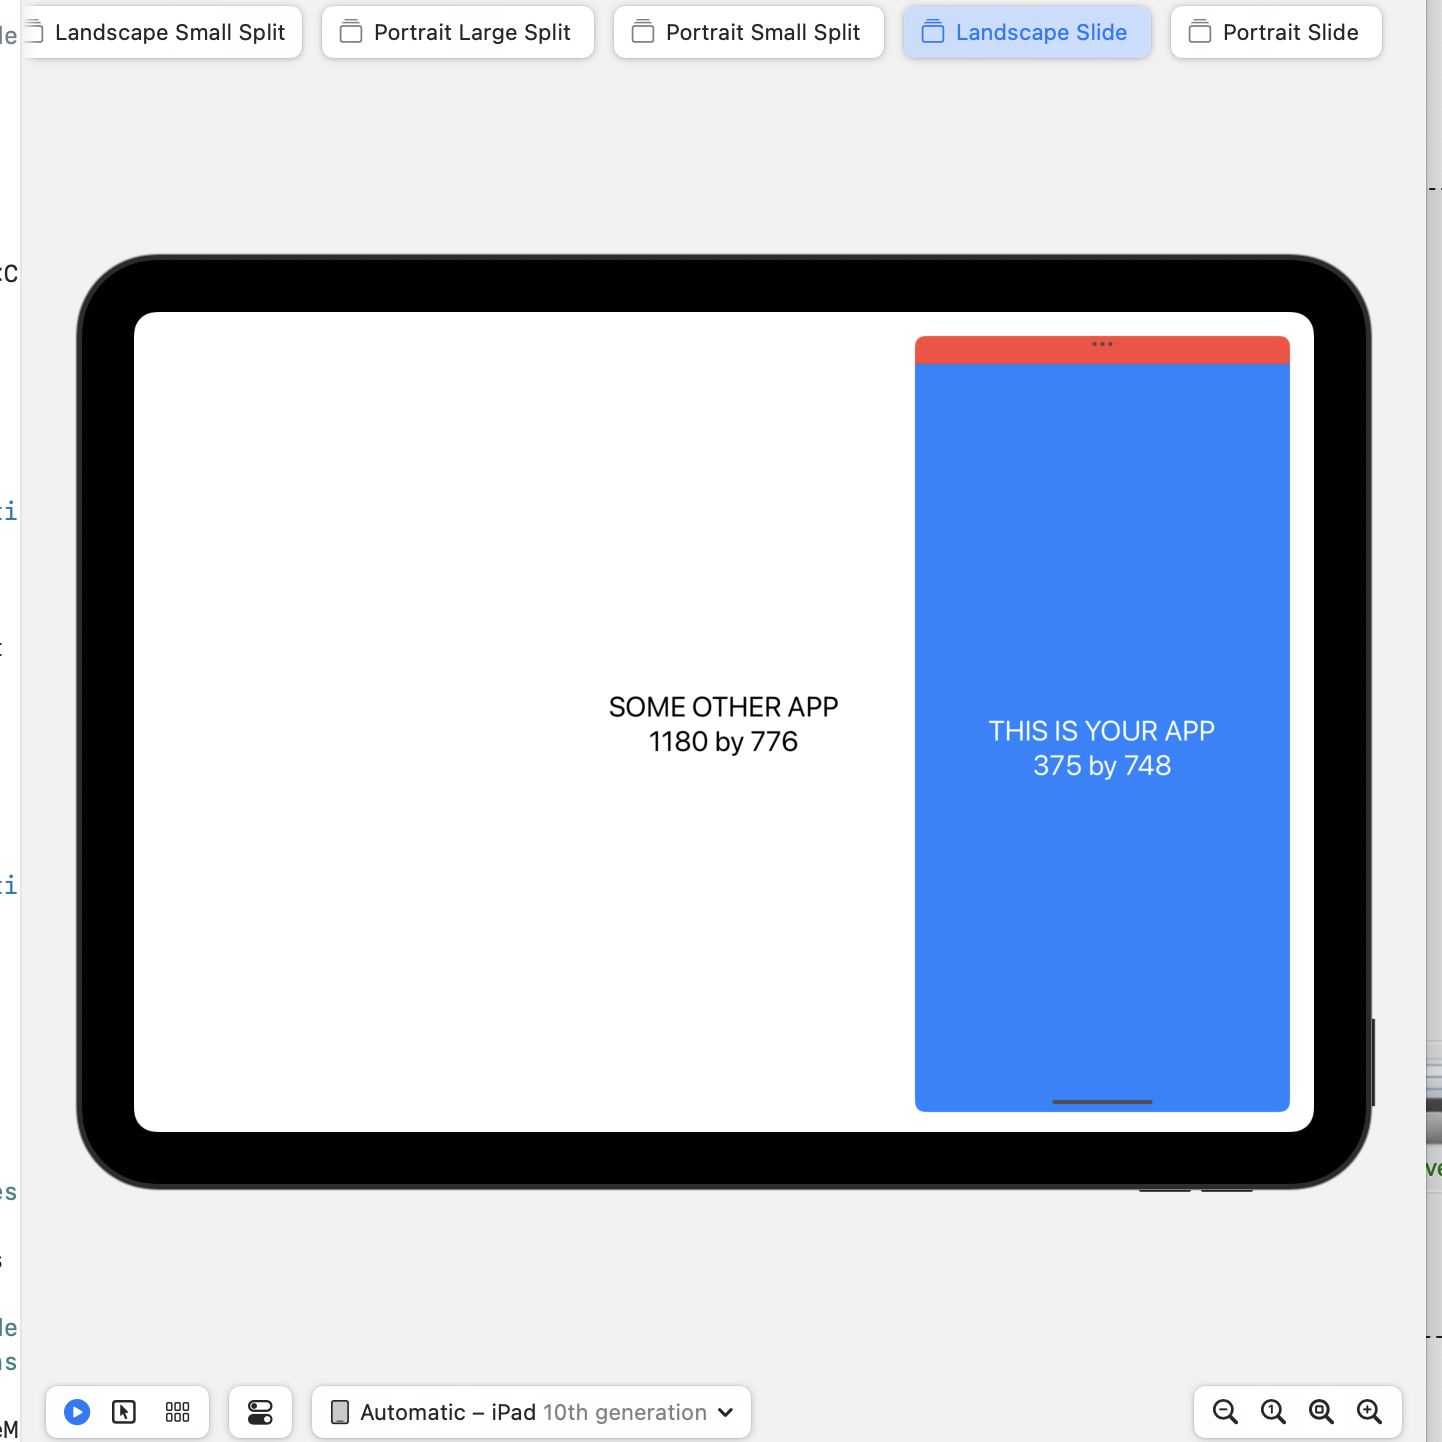 Landscape Small Split
Portrait Large Split
Portrait Small Split
Landscape Slide
Portrait Slide
SOME OTHER APP
1180 by 776
THIS IS YOUR APP
375 by 748
Automatic – iPad 10th generation